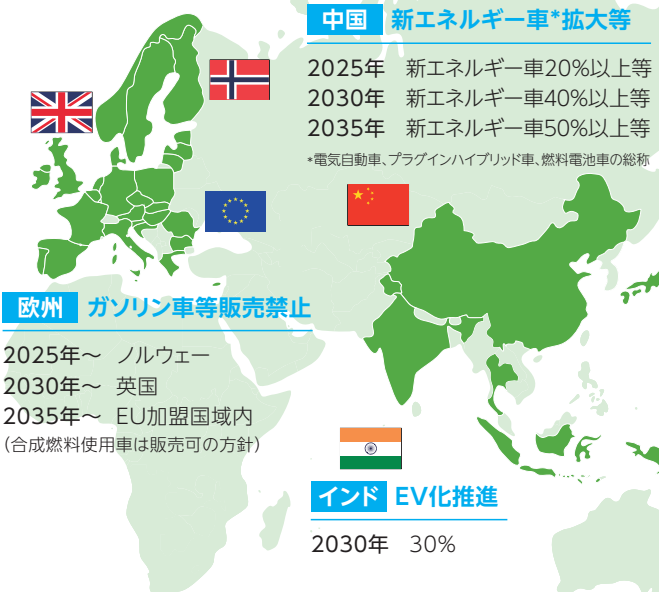 中国 新エネルギー車*拡大等
2025年 新エネルギー車20%以上等
2030年 新エネルギー車40%以上等
2035年 新エネルギー車50%以上等
*電気自動車、プラグインハイブリッド車、燃料電池車の総称
欧州 ガソリン車等販売禁止
2025年〜 ノルウェー
2030年〜 英国
2035年〜 EU加盟国域内
(合成燃料使用車は販売可の方針)
インド EV化推進
2030年 30%